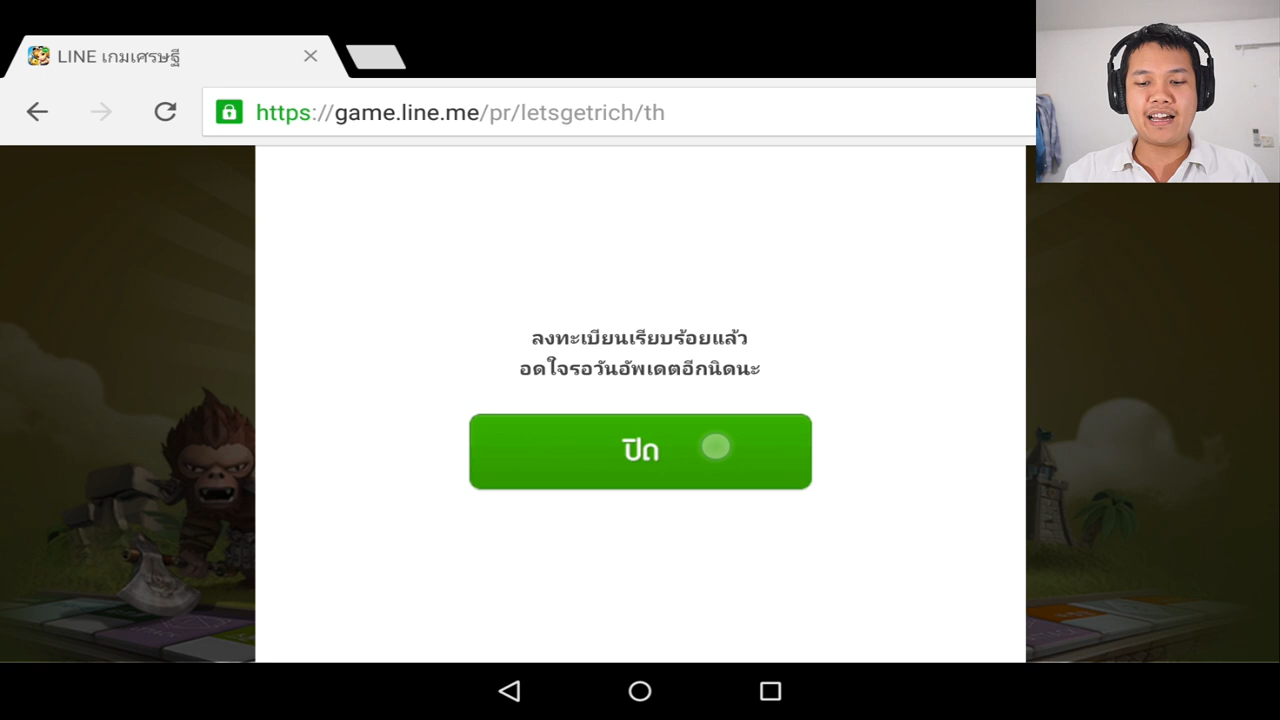 LINE เกมเศรษฐี
https://game.line.me/pr/letsgetrich/th
ลงทะเบียนเรียบร้อยแล้ว
อดใจรอวันอัพเดตอีกนิดนะ
ปิด